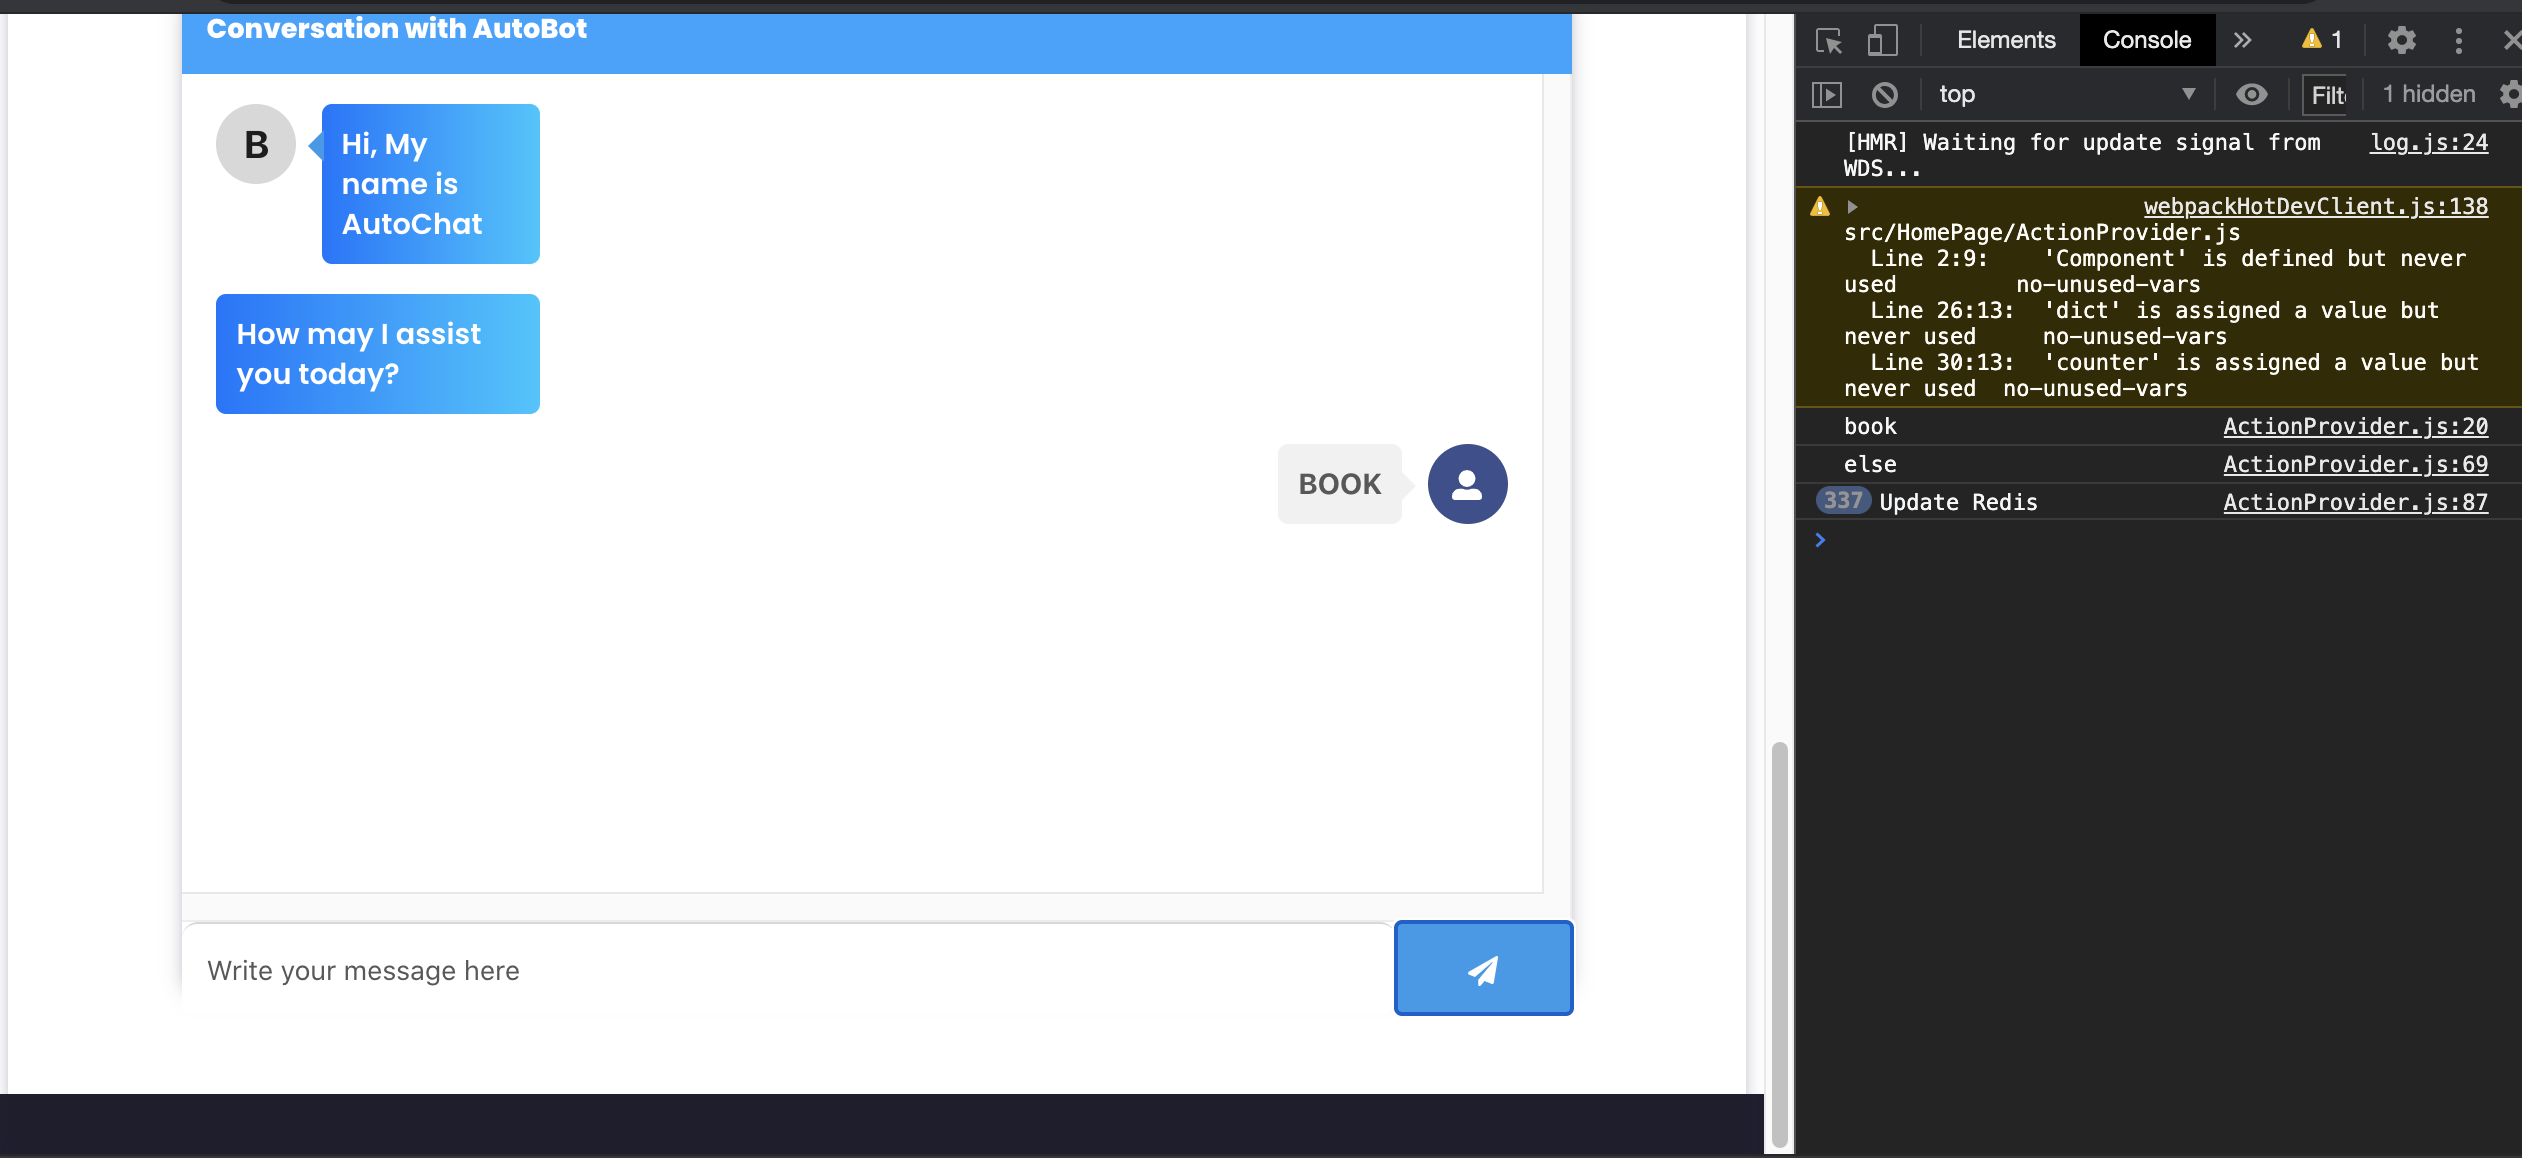 Conversation with AutoBot
B
Hi, My
name is
AutoChat
How may I assist
you today?
BOOK
Write your message here
Elements
Console
1
top
1 hidden
[HMR] Waiting for update signal from log.js:24
WDS...
webpackHotDevClient.js:138
src/HomePage/ActionProvider.js
Line 2:9: 'Component' is defined but never
used no-unused-vars
Line 26:13: 'dict' is assigned a value but
never used no-unused-vars
Line 30:13: 'counter' is assigned a value but
never used no-unused-vars
book ActionProvider.js:20
else ActionProvider.js:69
337 Update Redis ActionProvider.js:87